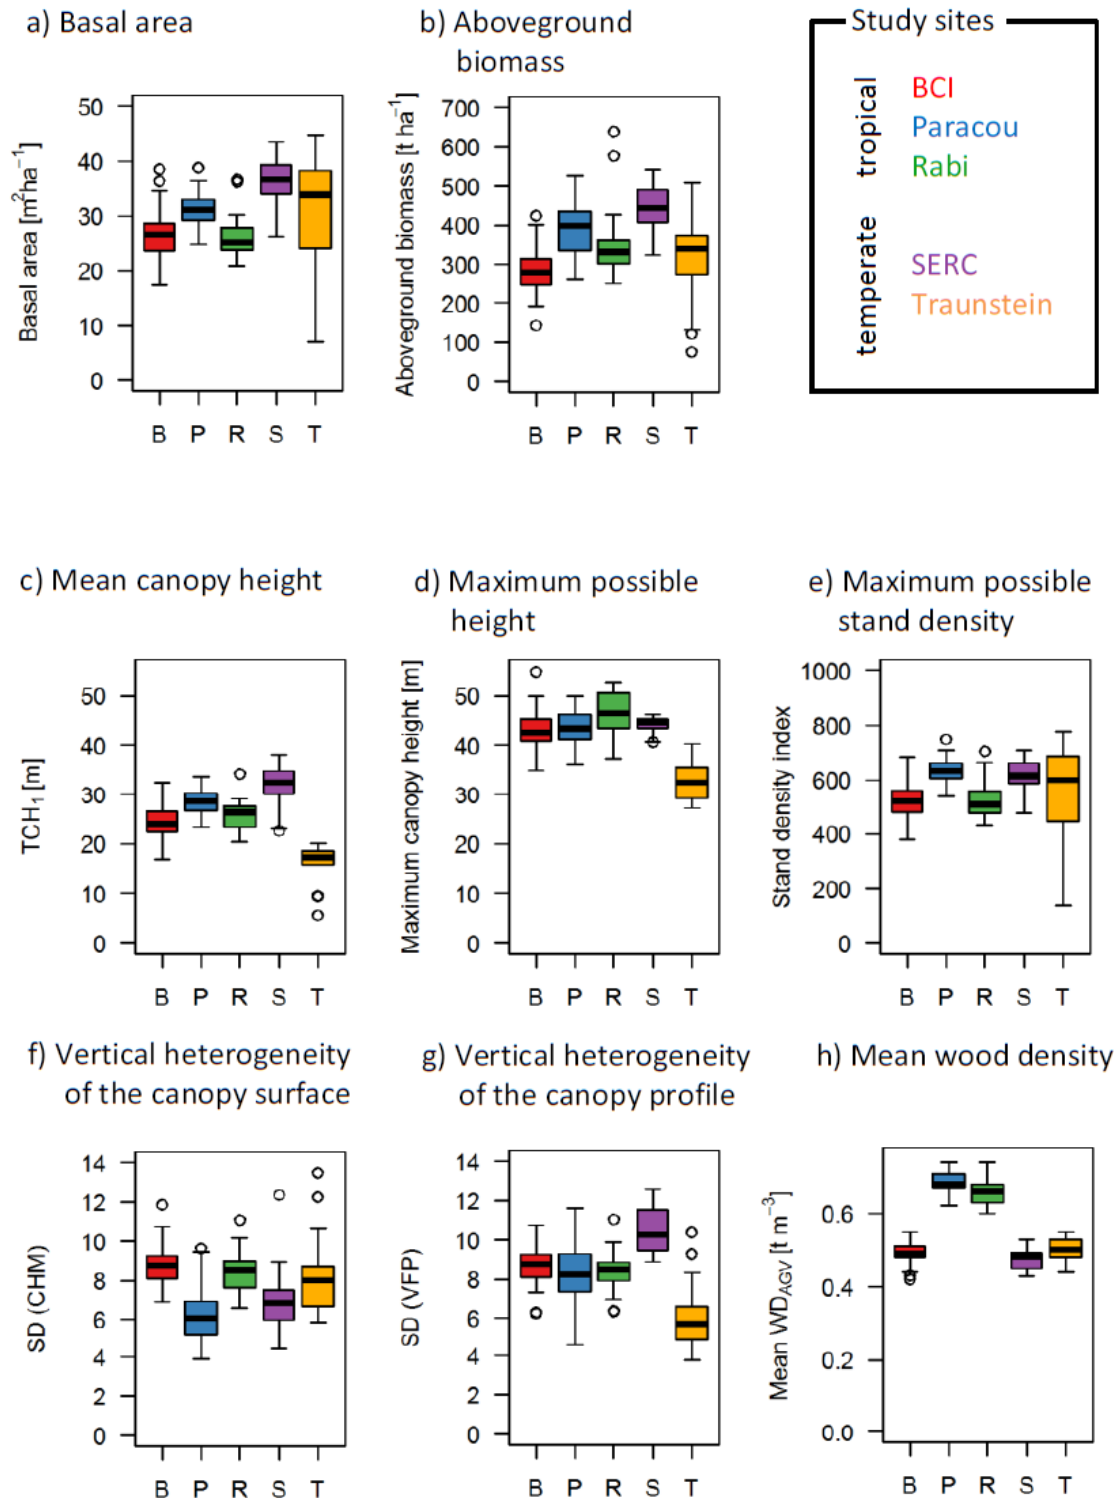 a) Basal area
b) Aboveground
biomass
Study sites
tropical
BCI
Paracou
Rabi
temperate
SERC
Traunstein
Basal area [m²ha⁻¹]
50
40
30
20
10
0
B P R S T
Aboveground biomass [t ha⁻¹]
700
600
500
400
300
200
100
0
B P R S T
c) Mean canopy height
d) Maximum possible
height
e) Maximum possible
stand density
TCH₁ [m]
50
40
30
20
10
0
B P R S T
Maximum canopy height [m]
50
40
30
20
10
0
B P R S T
Stand density index
1000
800
600
400
200
0
B P R S T
f) Vertical heterogeneity
of the canopy surface
g) Vertical heterogeneity
of the canopy profile
h) Mean wood density
SD (CHM)
14
12
10
8
6
4
2
0
B P R S T
SD (VFP)
14
12
10
8
6
4
2
0
B P R S T
Mean WD_AGV [t m⁻³]
0.6
0.4
0.2
0.0
B P R S T